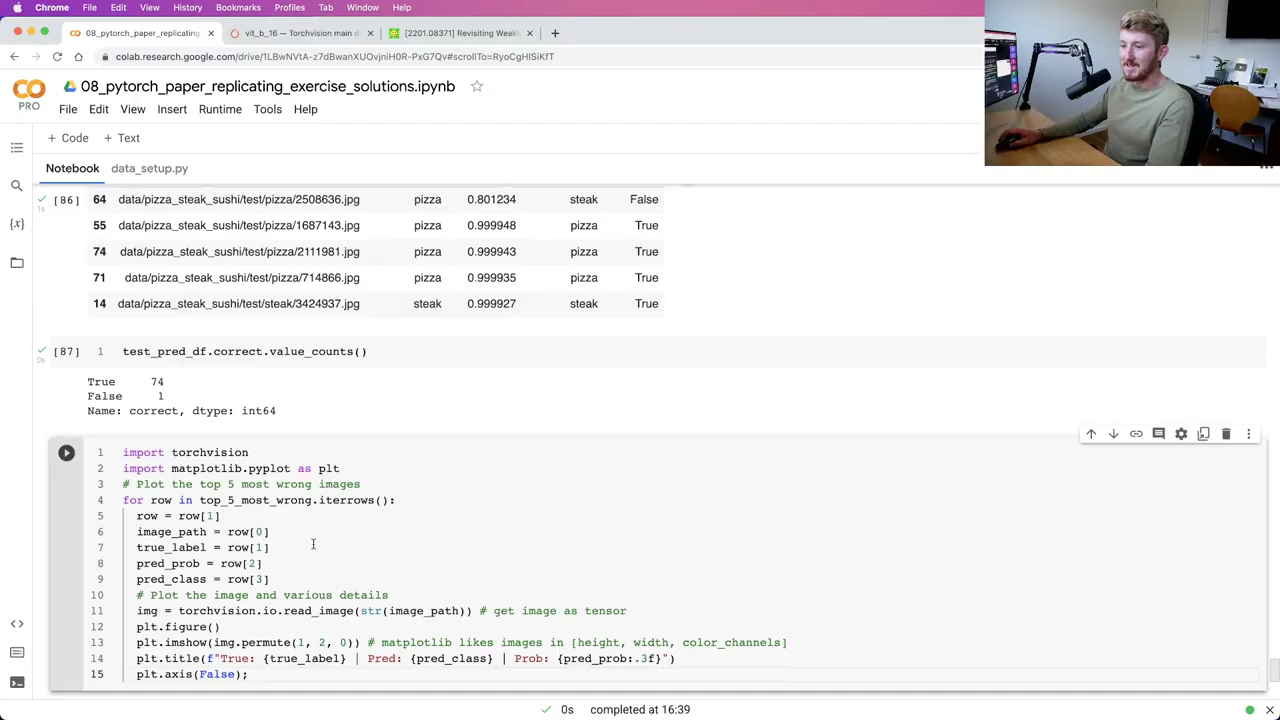 Chrome File Edit View History Bookmarks Profiles Tab Window Help
08_pytorch_paper_replicating_ vit_b_16 — Torchvision main d [2201.08371] Revisiting Weakly
colab.research.google.com/drive/
CO PRO
08_pytorch_paper_replicating_exercise_solutions.ipynb
File Edit View Insert Runtime Tools Help
+ Code + Text
Notebook data_setup.py
[86] 64 data/pizza_steak_sushi/test/pizza/2508636.jpg pizza 0.801234 steak False
1s
55 data/pizza_steak_sushi/test/pizza/1687143.jpg pizza 0.999948 pizza True
74 data/pizza_steak_sushi/test/pizza/2111981.jpg pizza 0.999943 pizza True
71 data/pizza_steak_sushi/test/pizza/714866.jpg pizza 0.999935 pizza True
14 data/pizza_steak_sushi/test/steak/3424937.jpg steak 0.999927 steak True
[87] 1 test_pred_df.correct.value_counts()
0s
True 74
False 1
Name: correct, dtype: int64
1 import torchvision
2 import matplotlib.pyplot as plt
3 # Plot the top 5 most wrong images
4 for row in top_5_most_wrong.iterrows():
5 row = row[1]
6 image_path = row[0]
7 true_label = row[1]
8 pred_prob = row[2]
9 pred_class = row[3]
10 # Plot the image and various details
11 img = torchvision.io.read_image(str(image_path)) # get image as tensor
12 plt.figure()
13 plt.imshow(img.permute(1, 2, 0)) # matplotlib likes images in [height, width, color_channels]
14 plt.title(f"True: {true_label} | Pred: {pred_class} | Prob: {pred_prob:.3f}")
15 plt.axis(False);
0s completed at 16:39